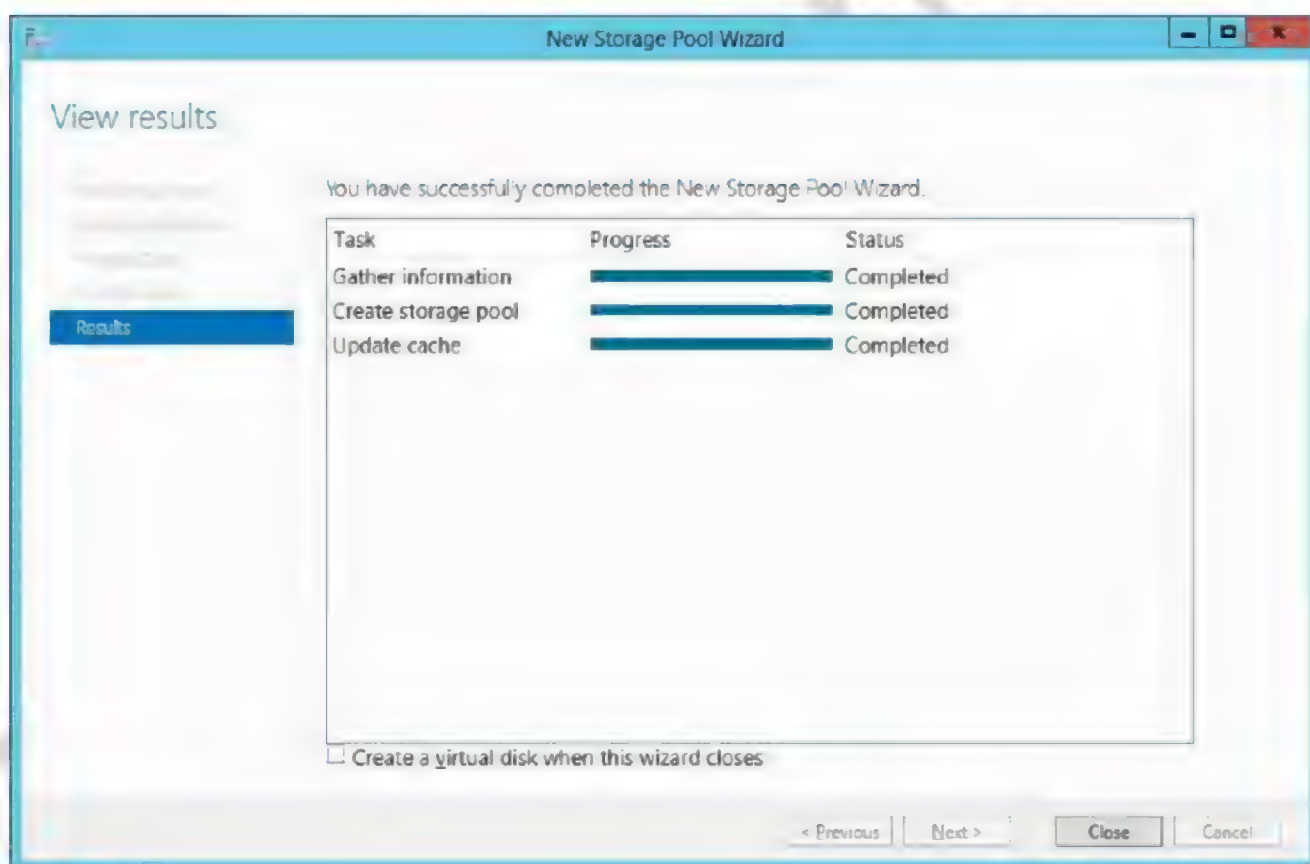 New Storage Pool Wizard
View results
You have successfully completed the New Storage Pool Wizard.
Task Progress Status
Gather information Completed
Create storage pool Completed
Update cache Completed
Results
Create a virtual disk when this wizard closes
< Previous Next > Close Cancel